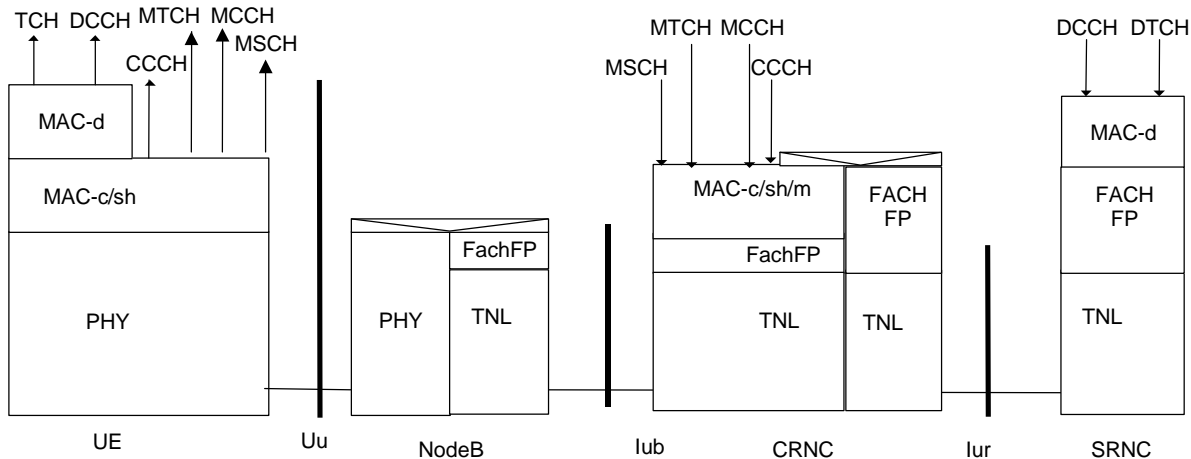 TCH DCCH MTCH MCCH
MSCH
CCCH
MAC-d
MAC-c/sh
PHY
UE
Uu
FachFP
PHY TNL
NodeB
Iub
MTCH MCCH
MSCH CCCH
MAC-c/sh/m
FACH
FP
FachFP
TNL TNL
CRNC
Iur
DCCH DTCH
MAC-d
FACH
FP
TNL
SRNC